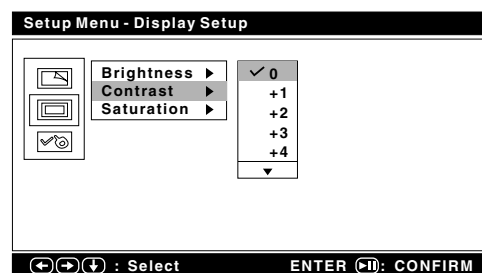 Setup Menu - Display Setup
Brightness
Contrast
Saturation
0
+1
+2
+3
+4
: Select
ENTER : CONFIRM